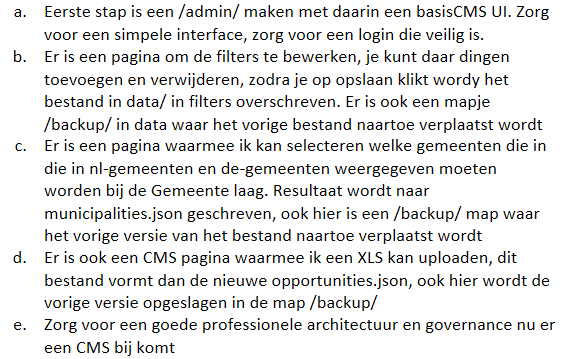 a. Eerste stap is een /admin/ maken met daarin een basisCMS UI. Zorg
voor een simpele interface, zorg voor een login die veilig is.
b. Er is een pagina om de filters te bewerken, je kunt daar dingen
toevoegen en verwijderen, zodra je op opslaan klikt wordy het
bestand in data/ in filters overschreven. Er is ook een mapje
/backup/ in data waar het vorige bestand naartoe verplaatst wordt
c. Er is een pagina waarmee ik kan selecteren welke gemeenten die in
die in nl-gemeenten en de-gemeenten weergegeven moeten
worden bij de Gemeente laag. Resultaat wordt naar
municipalities.json geschreven, ook hier is een /backup/ map waar
het vorige versie van het bestand naartoe verplaatst wordt
d. Er is ook een CMS pagina waarmee ik een XLS kan uploaden, dit
bestand vormt dan de nieuwe opportunities.json, ook hier wordt de
vorige versie opgeslagen in de map /backup/
e. Zorg voor een goede professionele architectuur en governance nu er
een CMS bij komt